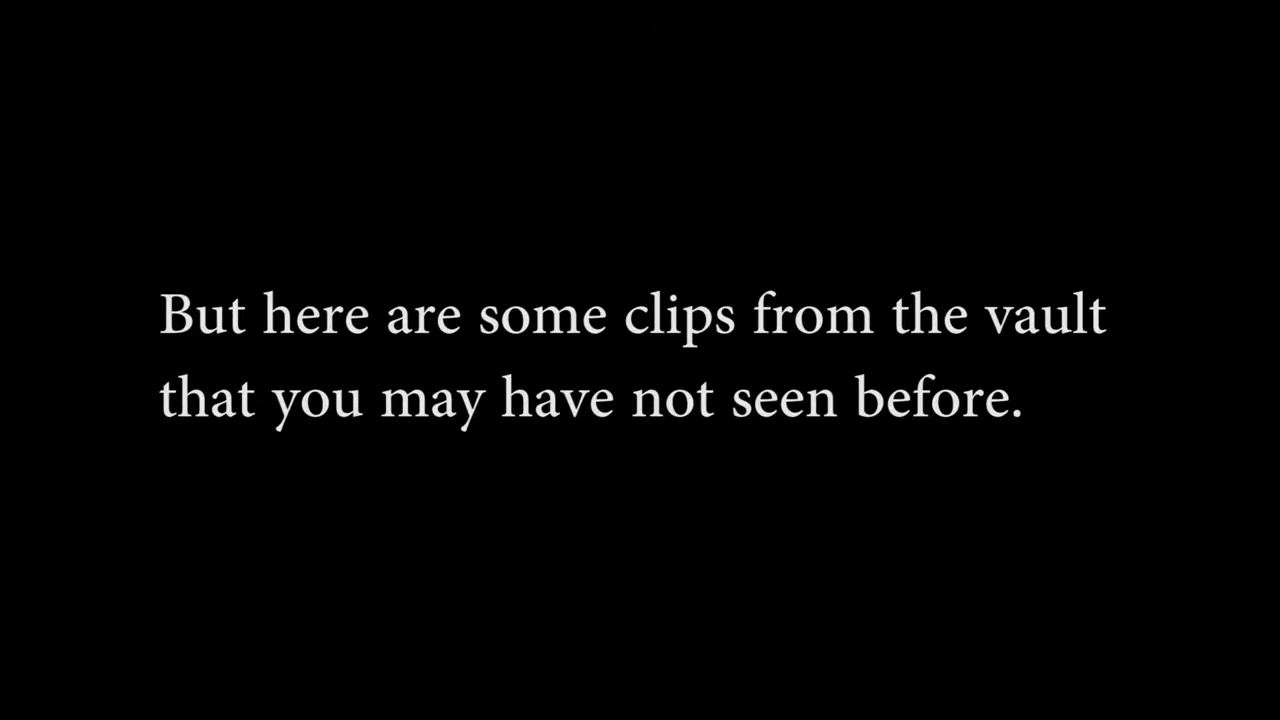 But here are some clips from the vault
that you may have not seen before.